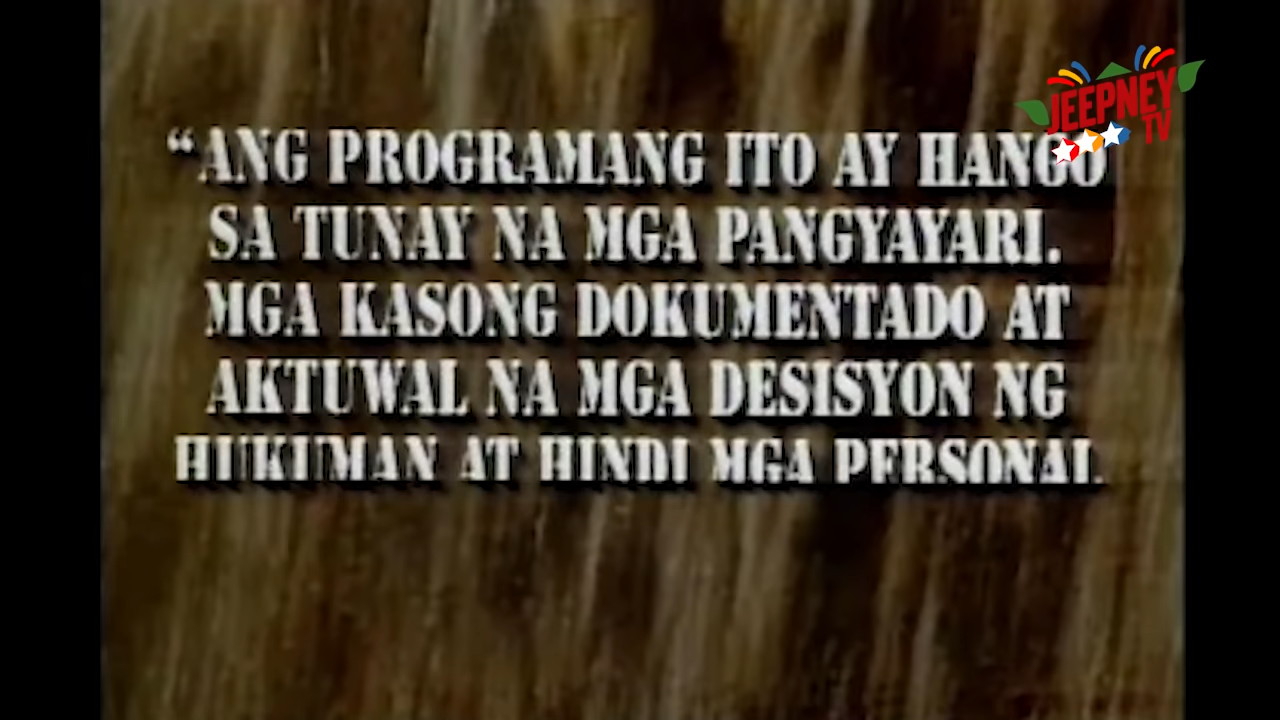 “ANG PROGRAMANG ITO AY HANGO
SA TUNAY NA MGA PANGYAYARI.
MGA KASONG DOKUMENTADO AT
AKTUWAL NA MGA DESISYON NG
HUKUMAN AT HINDI MGA PERSONAL
JEEPNEY
TV